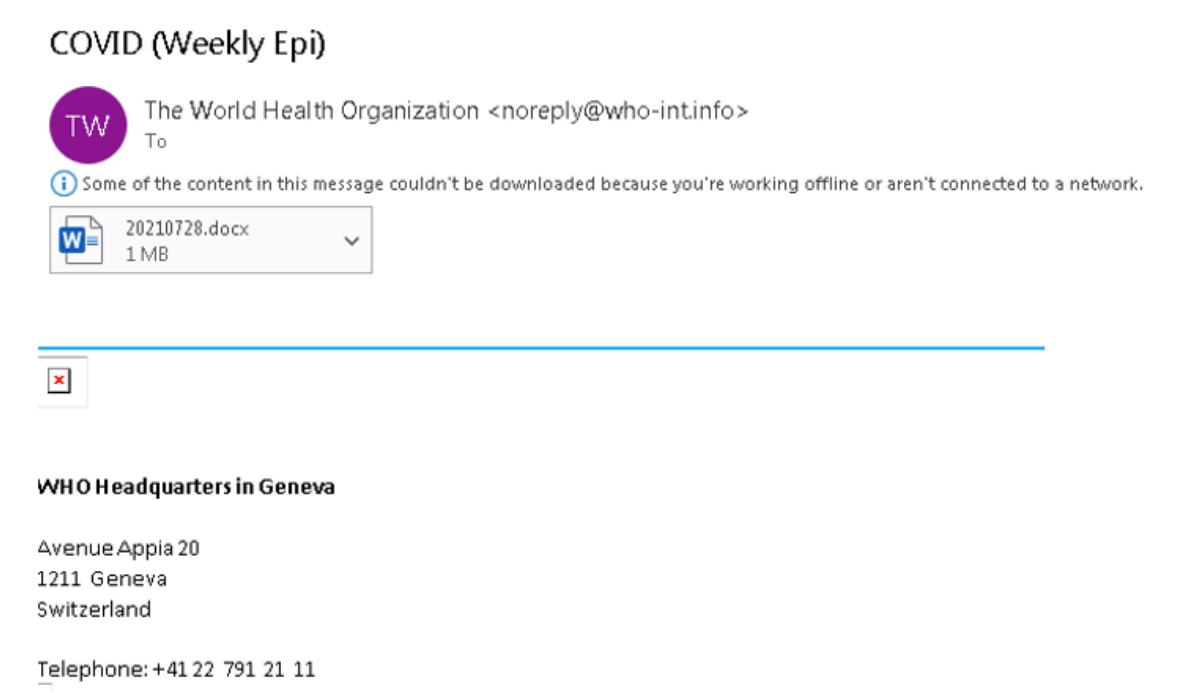 COVID (Weekly Epi)
TW
The World Health Organization <noreply@who-int.info>
To
Some of the content in this message couldn't be downloaded because you're working offline or aren't connected to a network.
W
20210728.docx
1 MB
WHO Headquarters in Geneva
Avenue Appia 20
1211 Geneva
Switzerland
Telephone: +41 22 791 21 11